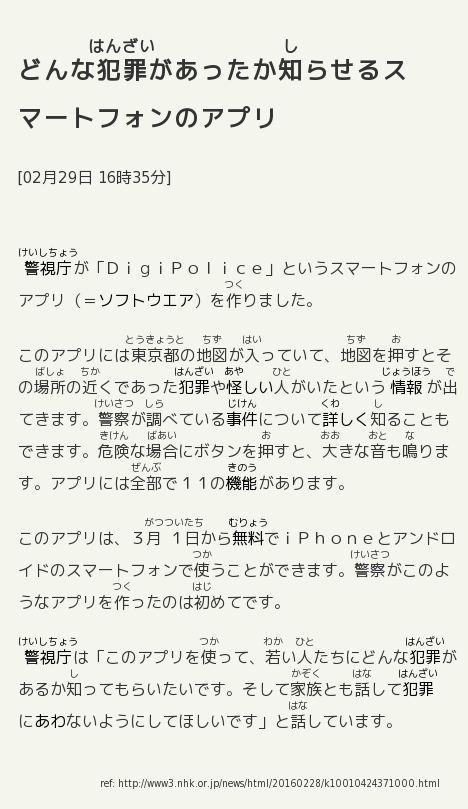 どんな犯罪があったか知らせるス
マートフォンのアプリ
[02月29日 16時35分]
警視庁が「ＤｉｇｉＰｏｌｉｃｅ」というスマートフォンの
アプリ（＝ソフトウエア）を作りました。
このアプリには東京都の地図が入っていて、地図を押すとそ
の場所の近くであった犯罪や怪しい人がいたという情報が出
てきます。警察が調べている事件について詳しく知ることも
できます。危険な場合にボタンを押すと、大きな音も鳴りま
す。アプリには全部で１１の機能があります。
このアプリは、３月１日から無料でｉＰｈｏｎｅとアンドロ
イドのスマートフォンで使うことができます。警察がこのよ
うなアプリを作ったのは初めてです。
警視庁は「このアプリを使って、若い人たちにどんな犯罪が
あるか知ってもらいたいです。そして家族とも話して犯罪
にあわないようにしてほしいです」と話しています。
ref: http://www3.nhk.or.jp/news/html/20160228/k10010424371000.html